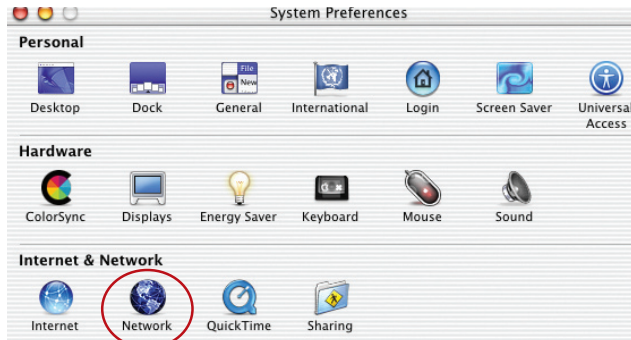 System Preferences
Personal
File
New
Desktop Dock General International Login Screen Saver Universal
Access
Hardware
ColorSync Displays Energy Saver Keyboard Mouse Sound
Internet & Network
Internet Network QuickTime Sharing